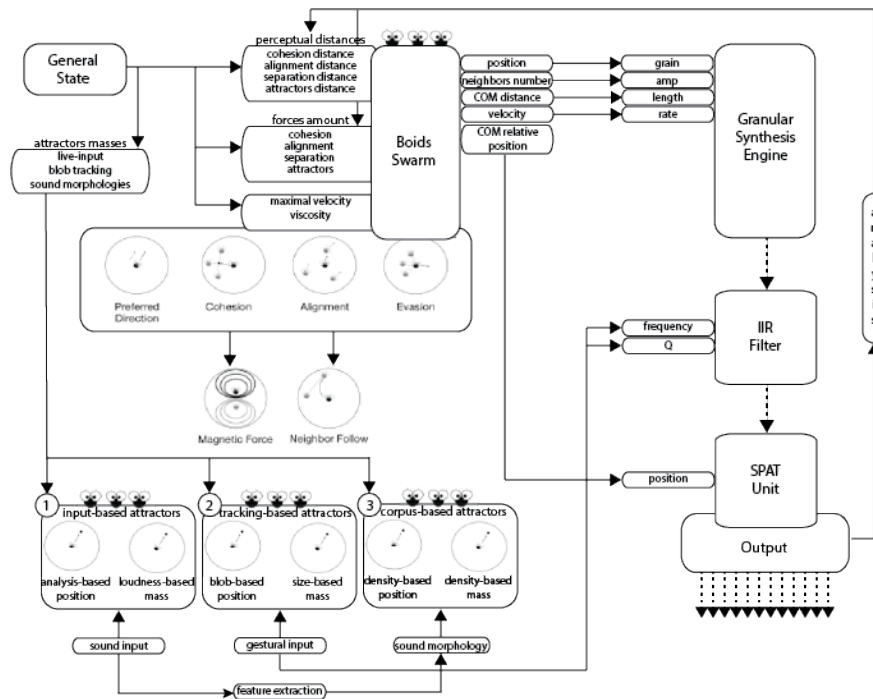 General
State
perceptual distances
cohesion distance
alignment distance
separation distance
attractors distance
forces amount
cohesion
alignment
separation
attractors
maximal velocity
viscosity
attractors masses
live-input
blob tracking
sound morphologies
Boids
Swarm
position
neighbors number
COM distance
velocity
COM relative
position
grain
amp
length
rate
Granular
Synthesis
Engine
Preferred
Direction
Cohesion
Alignment
Evasion
Magnetic Force
Neighbor Follow
frequency
Q
IIR
Filter
position
SPAT
Unit
Output
1
input-based attractors
analysis-based
position
loudness-based
mass
2
tracking-based attractors
blob-based
position
size-based
mass
3
corpus-based attractors
density-based
position
density-based
mass
sound input
gestural input
sound morphology
feature extraction